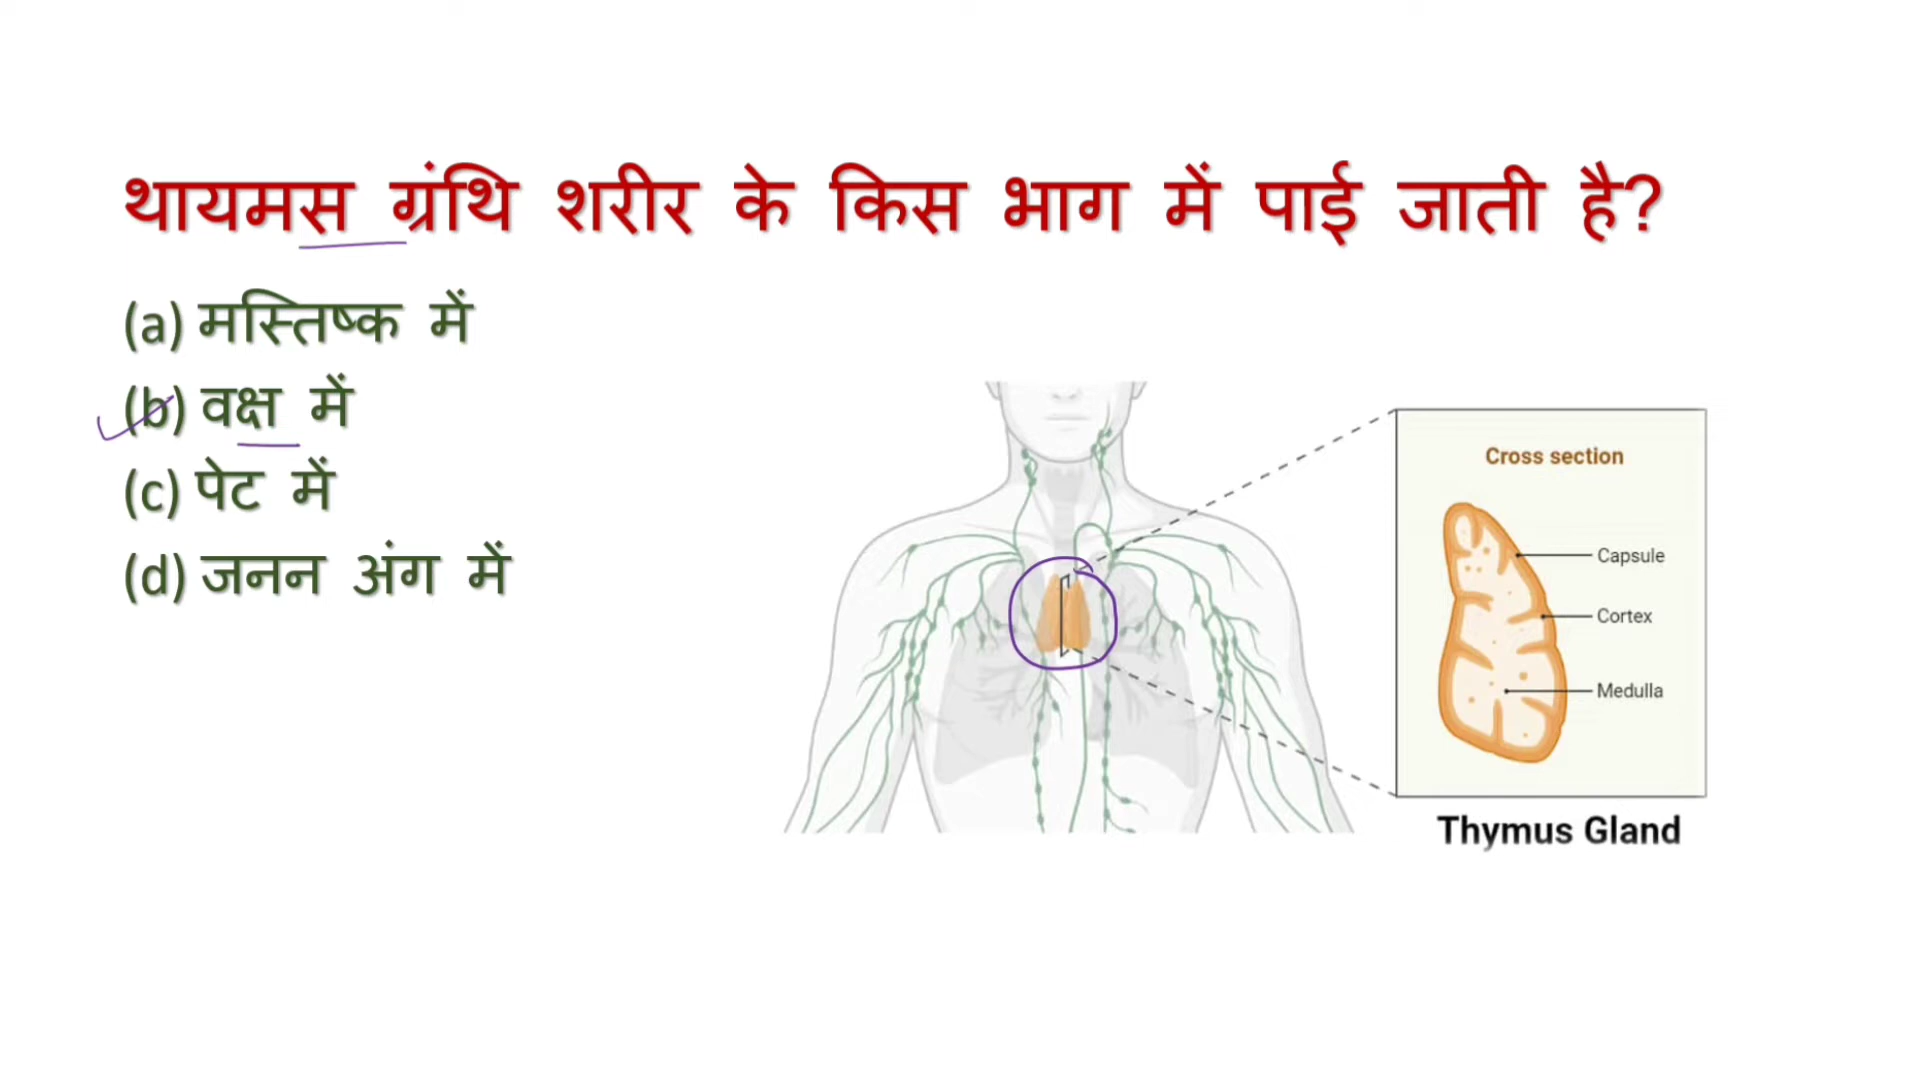 थायमस ग्रंथि शरीर के किस भाग में पाई जाती है?
(a) मस्तिष्क में
(b) वक्ष में
(c) पेट में
(d) जनन अंग में
Cross section
Capsule
Cortex
Medulla
Thymus Gland